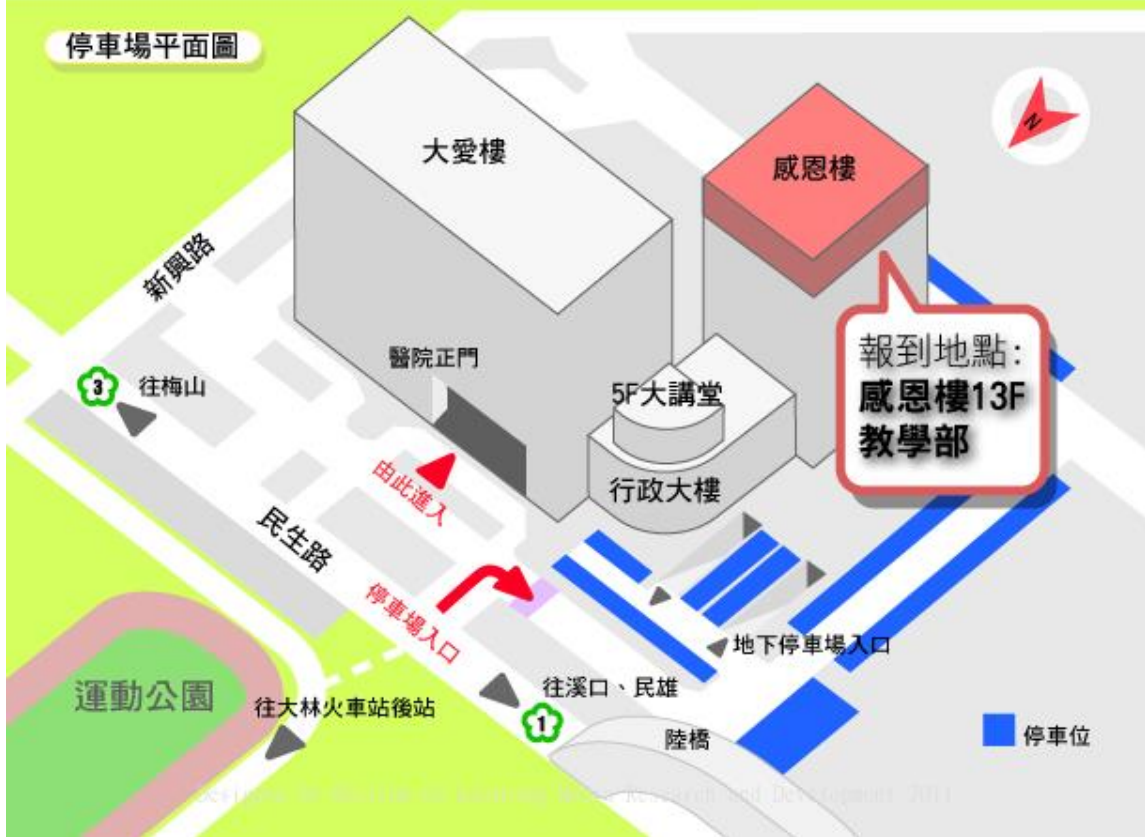 停車場平面圖
大愛樓
感恩樓
N
新興路
醫院正門
5F大講堂
報到地點：
感恩樓13F
教學部
3
往梅山
由此進入
行政大樓
民生路
停車場入口
地下停車場入口
運動公園
往大林火車站後站
往溪口、民雄
1
陸橋
停車位